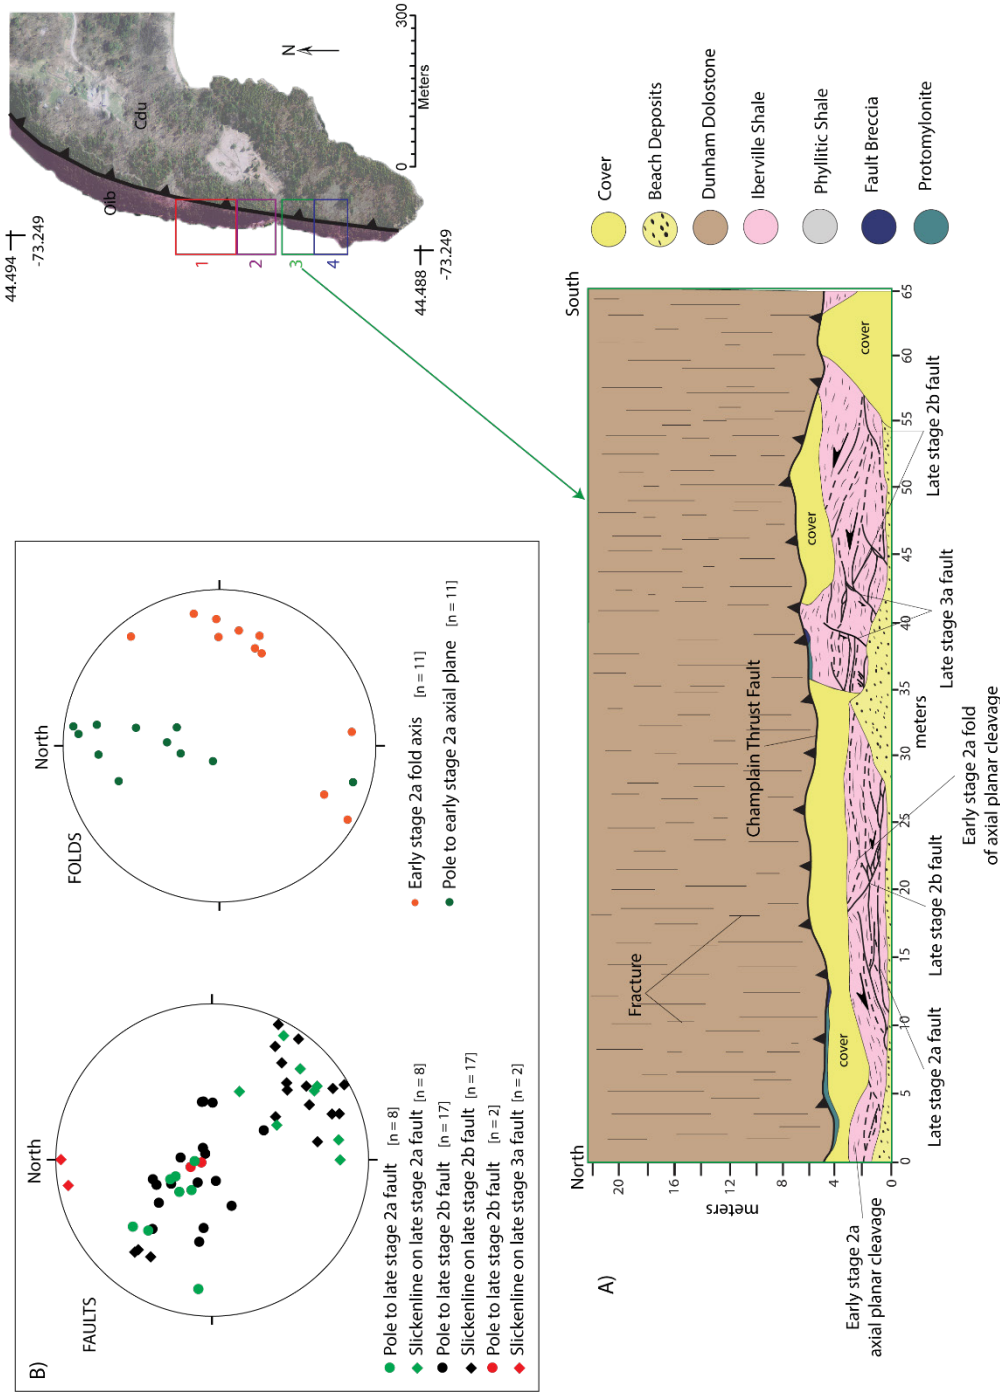 B)
FAULTS
North
Pole to late stage 2a fault [n = 8]
Slickenline on late stage 2a fault [n = 8]
Pole to late stage 2b fault [n = 17]
Slickenline on late stage 2b fault [n = 17]
Pole to late stage 2b fault [n = 2]
Slickenline on late stage 3a fault [n = 2]
FOLDS
North
Early stage 2a fold axis [n = 11]
Pole to early stage 2a axial plane [n = 11]
44.494
-73.249
Oib
Cdu
N
1
2
3
4
44.488
-73.249
0
300
Meters
A)
North
South
meters
20
16
12
8
4
0
Fracture
Champlain Thrust Fault
cover
cover
cover
0
5
10
15
20
25
30
35
40
45
50
55
60
65
meters
Early stage 2a
axial planar cleavage
Late stage 2a fault
Late stage 2b fault
Early stage 2a fold
of axial planar cleavage
Late stage 3a fault
Late stage 2b fault
Cover
Beach Deposits
Dunham Dolostone
Iberville Shale
Phyllitic Shale
Fault Breccia
Protomylonite